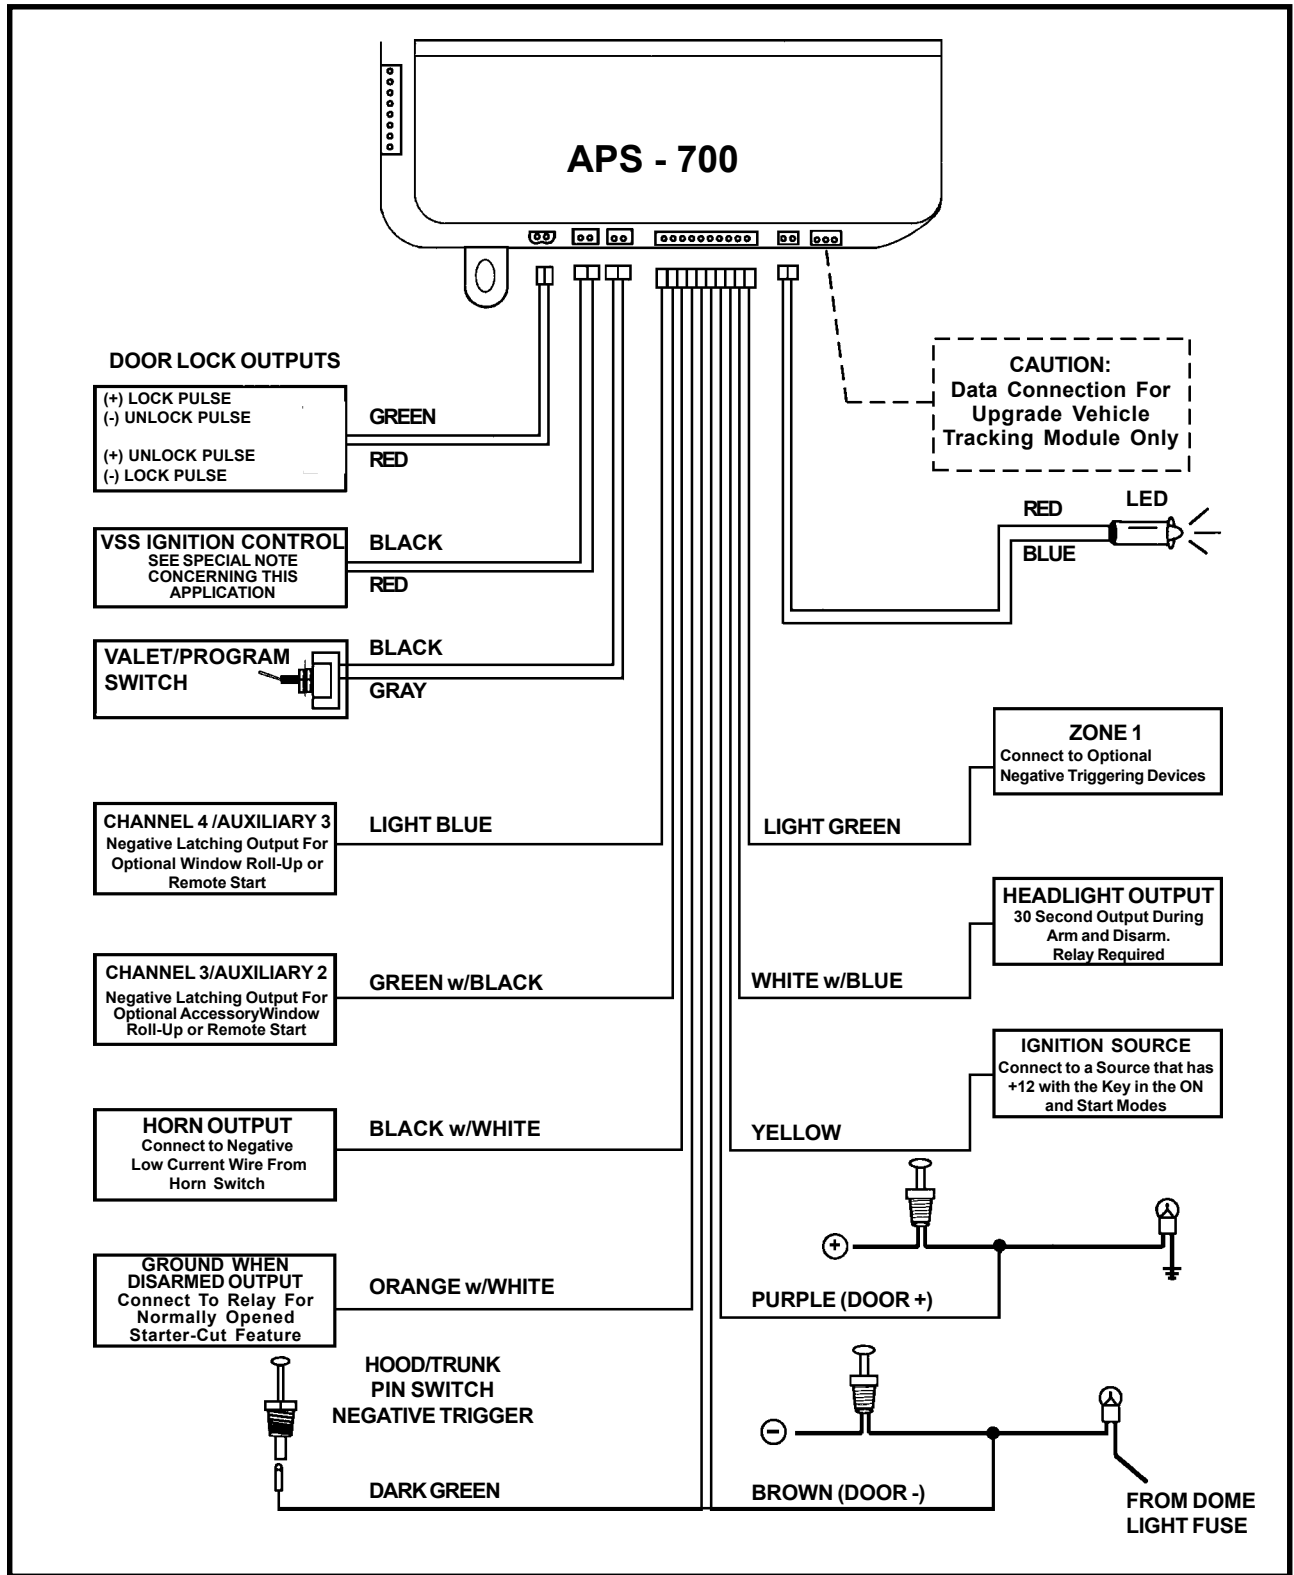 APS - 700
DOOR LOCK OUTPUTS
(+) LOCK PULSE
(-) UNLOCK PULSE
(+) UNLOCK PULSE
(-) LOCK PULSE
GREEN
RED
CAUTION:
Data Connection For
Upgrade Vehicle
Tracking Module Only
RED
LED
BLUE
VSS IGNITION CONTROL
SEE SPECIAL NOTE
CONCERNING THIS
APPLICATION
BLACK
RED
VALET/PROGRAM
SWITCH
BLACK
GRAY
ZONE 1
Connect to Optional
Negative Triggering Devices
CHANNEL 4 /AUXILIARY 3
Negative Latching Output For
Optional Window Roll-Up or
Remote Start
LIGHT BLUE
LIGHT GREEN
HEADLIGHT OUTPUT
30 Second Output During
Arm and Disarm.
Relay Required
CHANNEL 3/AUXILIARY 2
Negative Latching Output For
Optional AccessoryWindow
Roll-Up or Remote Start
GREEN w/BLACK
WHITE w/BLUE
IGNITION SOURCE
Connect to a Source that has
+12 with the Key in the ON
and Start Modes
HORN OUTPUT
Connect to Negative
Low Current Wire From
Horn Switch
BLACK w/WHITE
YELLOW
GROUND WHEN
DISARMED OUTPUT
Connect To Relay For
Normally Opened
Starter-Cut Feature
ORANGE w/WHITE
+
PURPLE (DOOR +)
HOOD/TRUNK
PIN SWITCH
NEGATIVE TRIGGER
-
DARK GREEN
BROWN (DOOR -)
FROM DOME
LIGHT FUSE